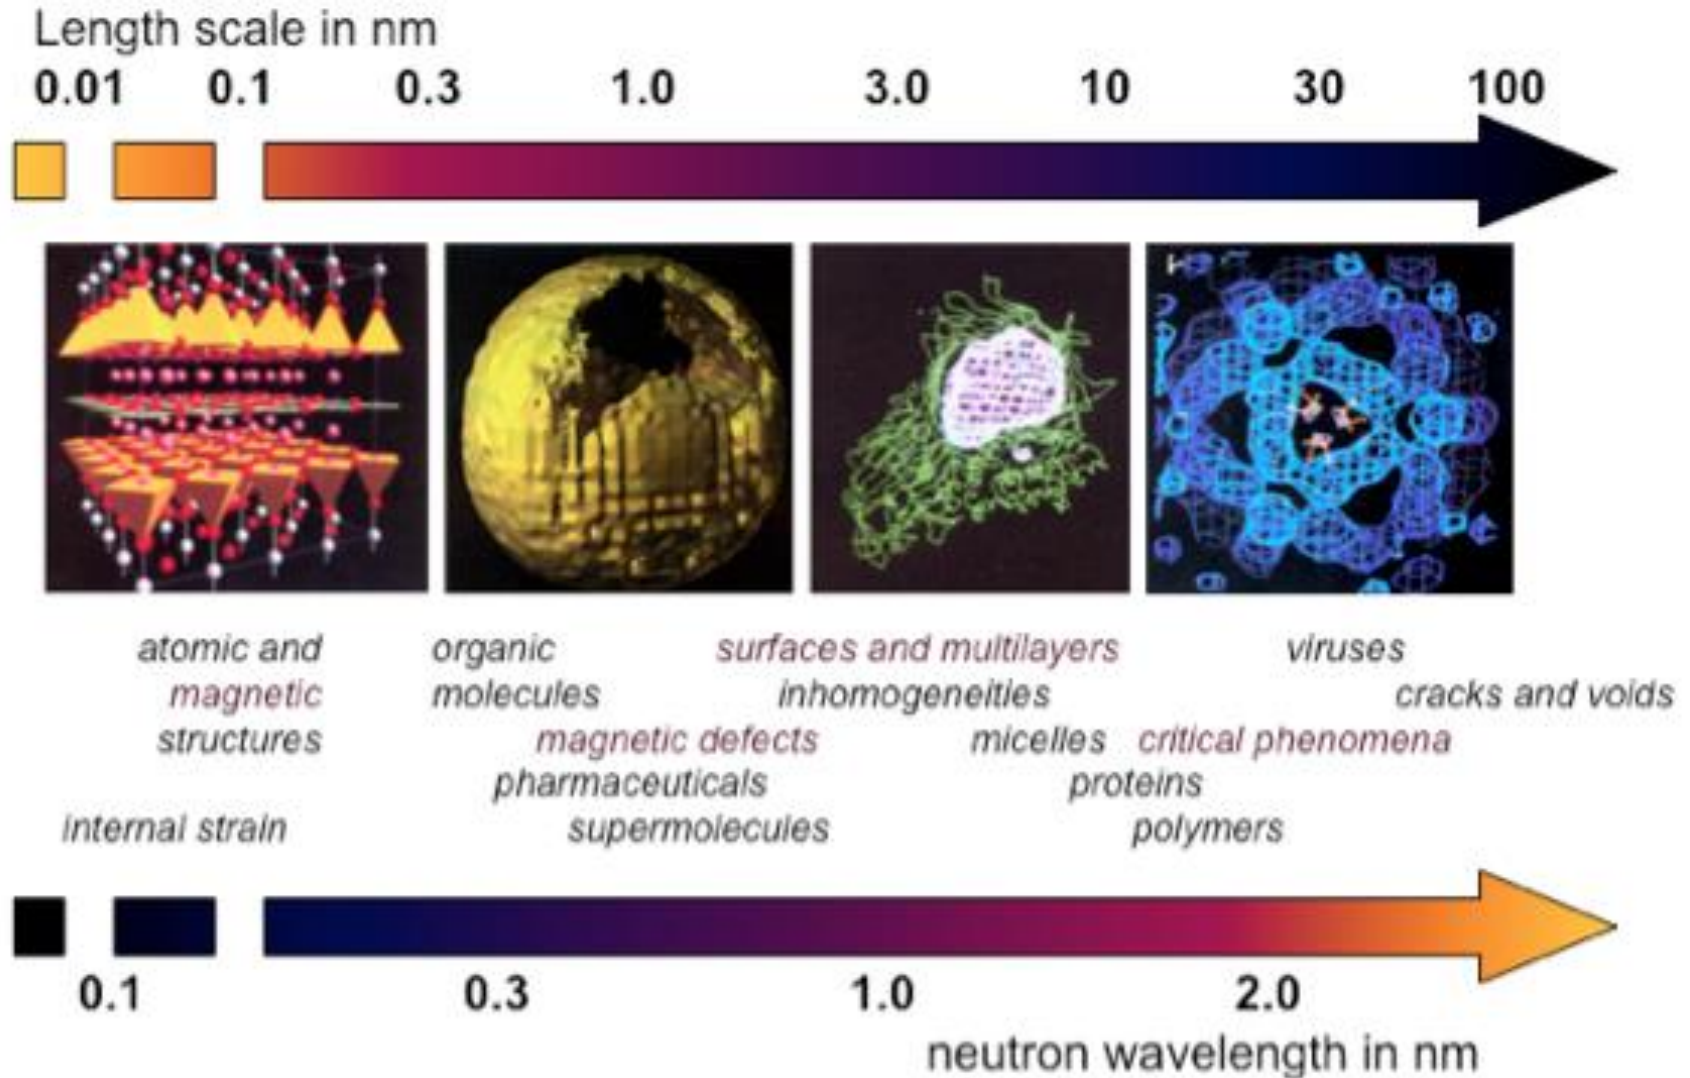 Length scale in nm
0.01 0.1 0.3 1.0 3.0 10 30 100
atomic and organic surfaces and multilayers viruses
magnetic molecules inhomogeneities cracks and voids
structures magnetic defects micelles critical phenomena
pharmaceuticals proteins
internal strain supermolecules polymers
0.1 0.3 1.0 2.0
neutron wavelength in nm